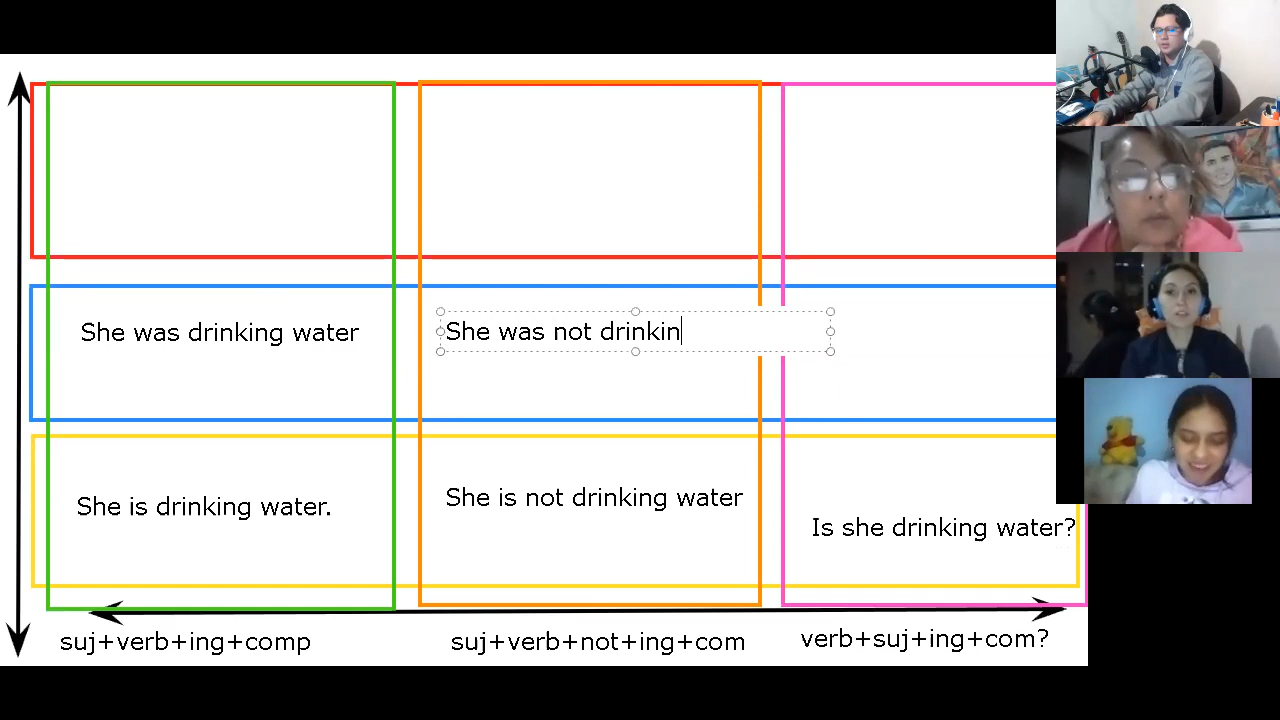 She was drinking water
She was not drinkin
She is drinking water.
She is not drinking water
Is she drinking water?
suj+verb+ing+comp
suj+verb+not+ing+com
verb+suj+ing+com?